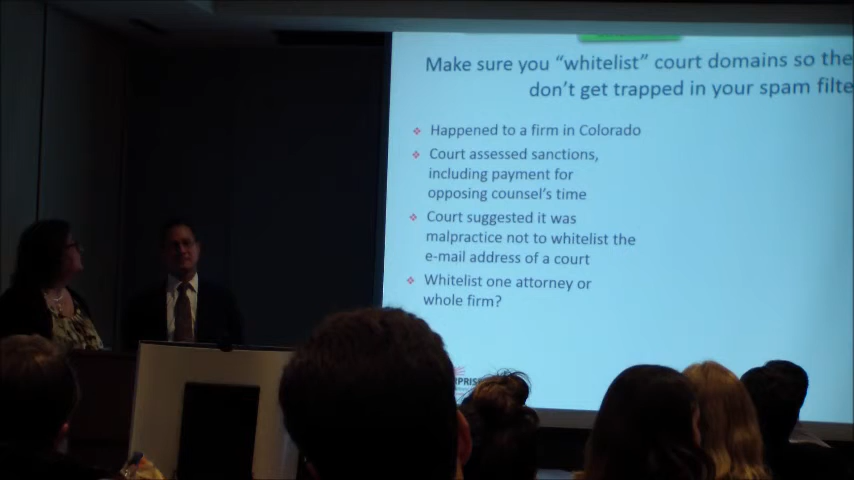 Make sure you “whitelist” court domains so the
don’t get trapped in your spam filte
❖ Happened to a firm in Colorado
❖ Court assessed sanctions,
including payment for
opposing counsel’s time
❖ Court suggested it was
malpractice not to whitelist the
e-mail address of a court
❖ Whitelist one attorney or
whole firm?